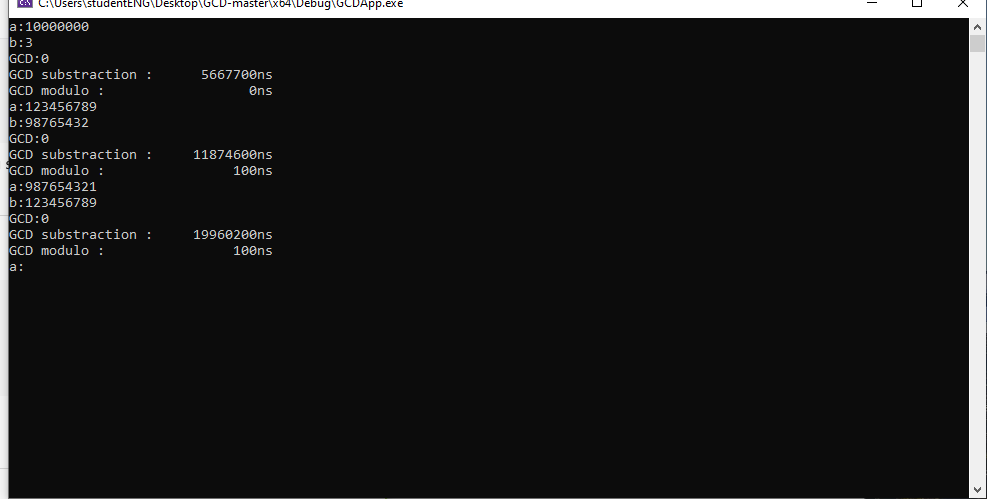 C:\Users\studentENG\Desktop\GCD-master\x64\Debug\GCDApp.exe
a:10000000
b:3
GCD:0
GCD substraction :      5667700ns
GCD modulo :                  0ns
a:123456789
b:98765432
GCD:0
GCD substraction :     11874600ns
GCD modulo :                100ns
a:987654321
b:123456789
GCD:0
GCD substraction :     19960200ns
GCD modulo :                100ns
a: